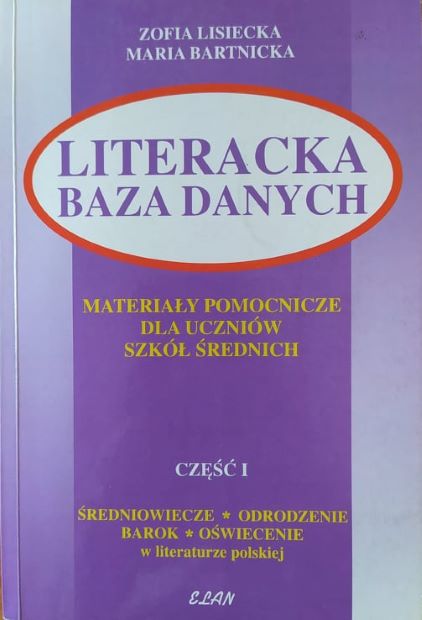 ZOFIA LISIECKA
MARIA BARTNICKA
LITERACKA
BAZA DANYCH
MATERIAŁY POMOCNICZE
DLA UCZNIÓW
SZKÓŁ ŚREDNICH
CZĘŚĆ I
ŚREDNIOWIECZE * ODRODZENIE
BAROK * OŚWIECENIE
w literaturze polskiej
ELAN